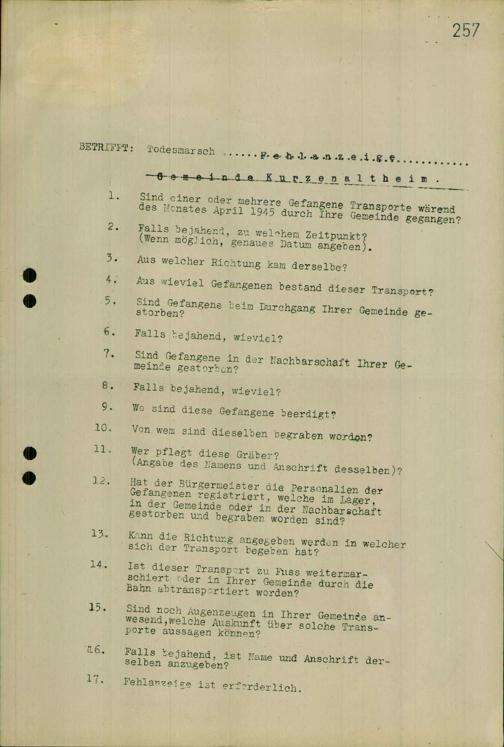 257
BETRIFFT: Todesmarsch ......F.e.h.l.a.n.z.e.i.g.e............
G e m e i n d e K u r z e n a l t h e i m .
1. Sind einer oder mehrere Gefangene Transporte wärend
des Monates April 1945 durch Ihre Gemeinde gegangen?
2. Falls bejahend, zu welchem Zeitpunkt?
(Wenn möglich, genaues Datum angeben).
3. Aus welcher Richtung kam derselbe?
4. Aus wieviel Gefangenen bestand dieser Transport?
5. Sind Gefangene beim Durchgang Ihrer Gemeinde ge-
storben?
6. Falls bejahend, wieviel?
7. Sind Gefangene in der Nachbarschaft Ihrer Ge-
meinde gestorben?
8. Falls bejahend, wieviel?
9. Wo sind diese Gefangene beerdigt?
10. Von wem sind dieselben begraben worden?
11. Wer pflegt diese Gräber?
(Angabe des Namens und Anschrift desselben)?
12. Hat der Bürgermeister die Personalien der
Gefangenen registriert, welche im Lager,
in der Gemeinde oder in der Nachbarschaft
gestorben und begraben worden sind?
13. Kann die Richtung angegeben werden in welcher
sich der Transport begeben hat?
14. Ist dieser Transport zu Fuss weitermar-
schiert oder in Ihrer Gemeinde durch die
Bahn abtransportiert worden?
15. Sind noch Augenzeugen in Ihrer Gemeinde an-
wesend,welche Auskunft über solche Trans-
porte aussagen können?
16. Falls bejahend, ist Name und Anschrift der-
selben anzugeben?
17. Fehlanzeige ist erforderlich.